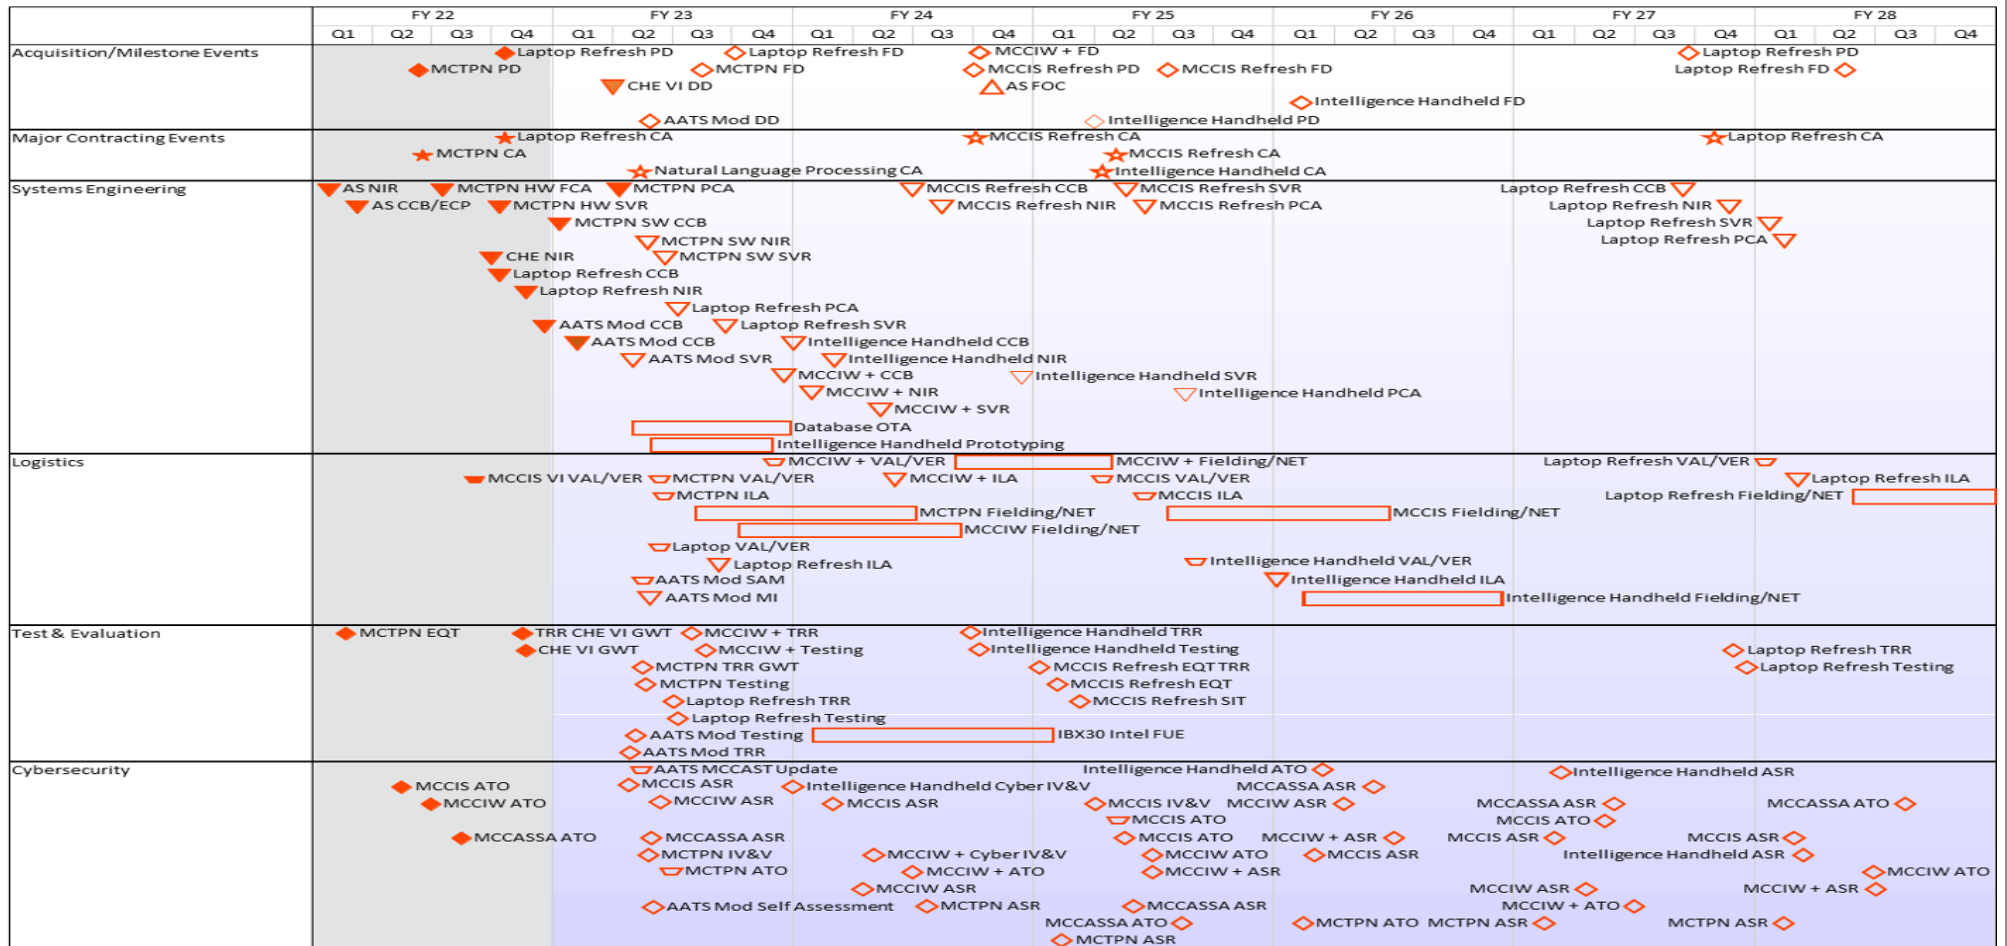 FY 22 FY 23 FY 24 FY 25 FY 26 FY 27 FY 28
Q1 Q2 Q3 Q4 Q1 Q2 Q3 Q4 Q1 Q2 Q3 Q4 Q1 Q2 Q3 Q4 Q1 Q2 Q3 Q4 Q1 Q2 Q3 Q4 Q1 Q2 Q3 Q4
Acquisition/Milestone Events Laptop Refresh PD Laptop Refresh FD MCCIW + FD Laptop Refresh PD
MCTPN PD MCTPN FD MCCIS Refresh PD MCCIS Refresh FD Laptop Refresh FD
CHE VI DD AS FOC
Intelligence Handheld FD
AATS Mod DD Intelligence Handheld PD
Major Contracting Events Laptop Refresh CA MCCIS Refresh CA Laptop Refresh CA
MCTPN CA MCCIS Refresh CA
Natural Language Processing CA Intelligence Handheld CA
Systems Engineering AS NIR MCTPN HW FCA MCTPN PCA MCCIS Refresh CCB MCCIS Refresh SVR Laptop Refresh CCB
AS CCB/ECP MCTPN HW SVR MCCIS Refresh NIR MCCIS Refresh PCA Laptop Refresh NIR
MCTPN SW CCB Laptop Refresh SVR
MCTPN SW NIR Laptop Refresh PCA
CHE NIR MCTPN SW SVR
Laptop Refresh CCB
Laptop Refresh NIR
Laptop Refresh PCA
AATS Mod CCB Laptop Refresh SVR
AATS Mod CCB Intelligence Handheld CCB
AATS Mod SVR Intelligence Handheld NIR
MCCIW + CCB Intelligence Handheld SVR
MCCIW + NIR Intelligence Handheld PCA
MCCIW + SVR
Database OTA
Intelligence Handheld Prototyping
Logistics MCCIW + VAL/VER MCCIW + Fielding/NET Laptop Refresh VAL/VER
MCCIS VI VAL/VER MCTPN VAL/VER MCCIW + ILA MCCIS VAL/VER Laptop Refresh ILA
MCTPN ILA MCCIS ILA Laptop Refresh Fielding/NET
MCTPN Fielding/NET MCCIS Fielding/NET
MCCIW Fielding/NET
Laptop VAL/VER
Laptop Refresh ILA Intelligence Handheld VAL/VER
AATS Mod SAM Intelligence Handheld ILA
AATS Mod MI Intelligence Handheld Fielding/NET
Test & Evaluation MCTPN EQT TRR CHE VI GWT MCCIW + TRR Intelligence Handheld TRR
CHE VI GWT MCCIW + Testing Intelligence Handheld Testing Laptop Refresh TRR
MCTPN TRR GWT MCCIS Refresh EQT TRR Laptop Refresh Testing
MCTPN Testing MCCIS Refresh EQT
Laptop Refresh TRR MCCIS Refresh SIT
Laptop Refresh Testing
AATS Mod Testing IBX30 Intel FUE
AATS Mod TRR
Cybersecurity AATS MCCAST Update Intelligence Handheld ATO Intelligence Handheld ASR
MCCIS ATO MCCIS ASR Intelligence Handheld Cyber IV&V MCCASSA ASR
MCCIW ATO MCCIW ASR MCCIS ASR MCCIS IV&V MCCIW ASR MCCASSA ASR MCCASSA ATO
MCCIS ATO MCCIS ATO
MCCASSA ATO MCCASSA ASR MCCIS ATO MCCIW + ASR MCCIS ASR MCCIS ASR
MCTPN IV&V MCCIW + Cyber IV&V MCCIW ATO MCCIS ASR Intelligence Handheld ASR
MCTPN ATO MCCIW + ATO MCCIW + ASR MCCIW ATO
MCCIW ASR MCCIW ASR MCCIW + ASR
AATS Mod Self Assessment MCTPN ASR MCCASSA ASR MCCIW + ATO
MCCASSA ATO MCTPN ATO MCTPN ASR MCTPN ASR
MCTPN ASR